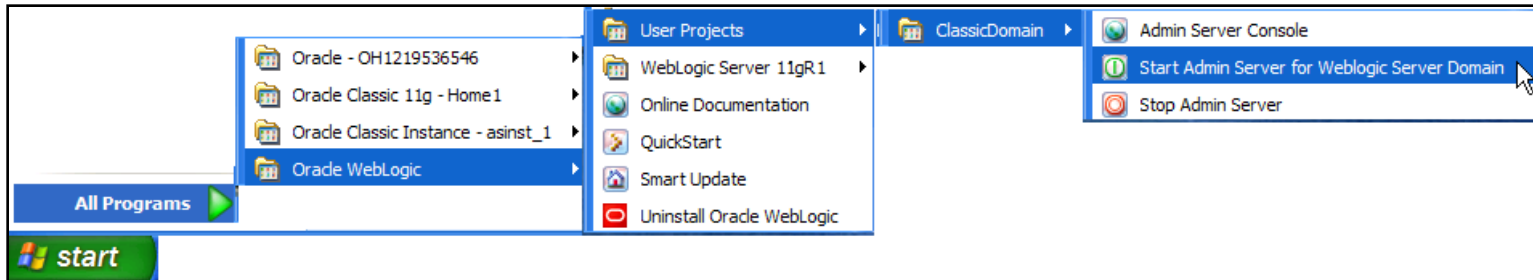 All Programs
start
Oracle - OH1219536546
Oracle Classic 11g - Home1
Oracle Classic Instance - asinst_1
Oracle WebLogic
User Projects
WebLogic Server 11gR1
Online Documentation
QuickStart
Smart Update
Uninstall Oracle WebLogic
ClassicDomain
Admin Server Console
Start Admin Server for Weblogic Server Domain
Stop Admin Server